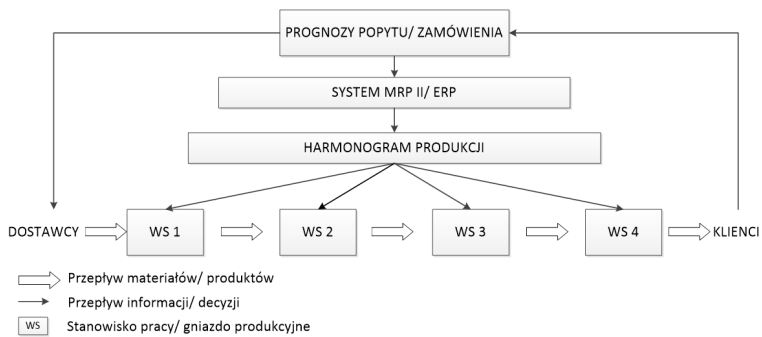 PROGNOZY POPYTU/ ZAMÓWIENIA
SYSTEM MRP II/ ERP
HARMONOGRAM PRODUKCJI
DOSTAWCY
WS 1
WS 2
WS 3
WS 4
KLIENCI
Przepływ materiałów/ produktów
Przepływ informacji/ decyzji
WS
Stanowisko pracy/ gniazdo produkcyjne